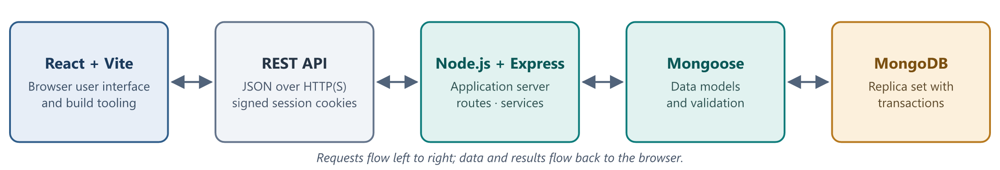 React + Vite
Browser user interface
and build tooling
REST API
JSON over HTTP(S)
signed session cookies
Node.js + Express
Application server
routes · services
Mongoose
Data models
and validation
MongoDB
Replica set with
transactions
Requests flow left to right; data and results flow back to the browser.